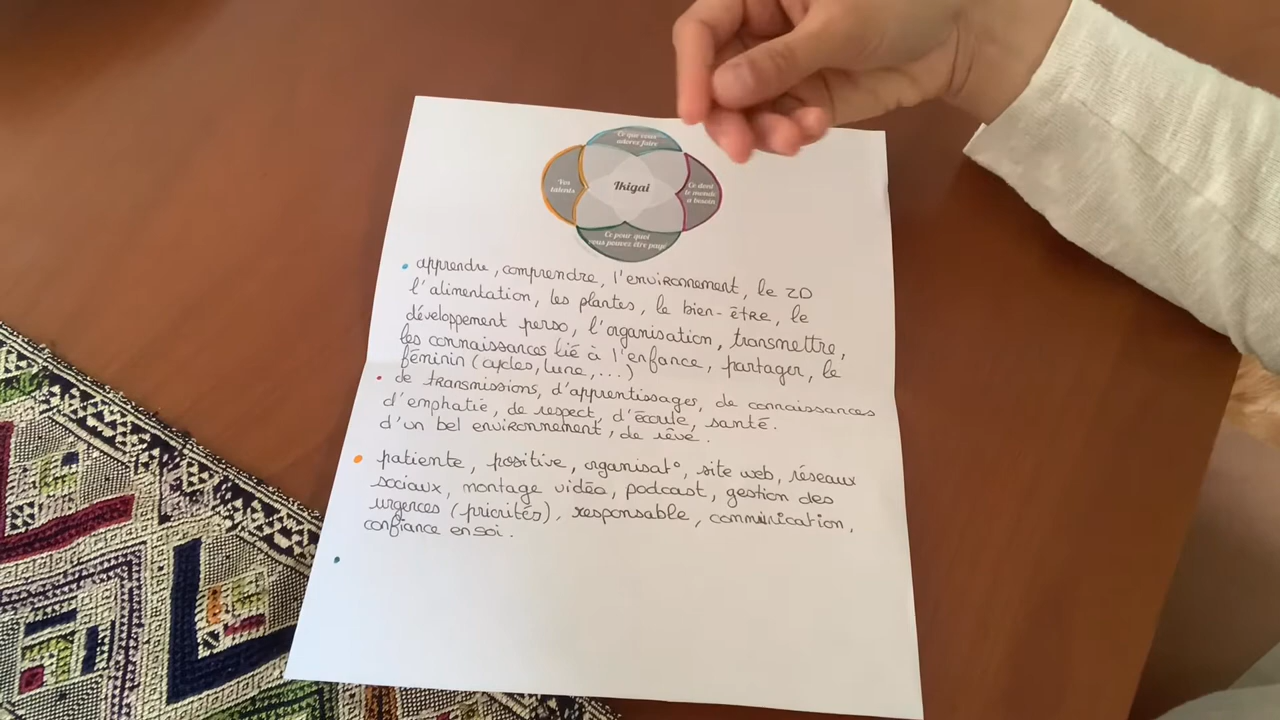 Ce que vous
adorez faire
Vos
talents
Ikigai
Ce dont
le monde
a besoin
Ce pour quoi
vous pouvez être payé
apprendre, comprendre, l'environnement, le ZD
l'alimentation, les plantes, le bien-être, le
développement perso, l'organisation, transmettre,
les connaissances lié à l'enfance, partager, le
féminin (cycles, lune, ...)
de transmissions, d'apprentissages, de connaissances
d'emphatie, de respect, d'écoute, santé.
d'un bel environnement, de rêve.
patiente, positive, organisat°, site web, réseaux
sociaux, montage vidéo, podcast, gestion des
urgences (priorités), responsable, communication,
confiance en soi.